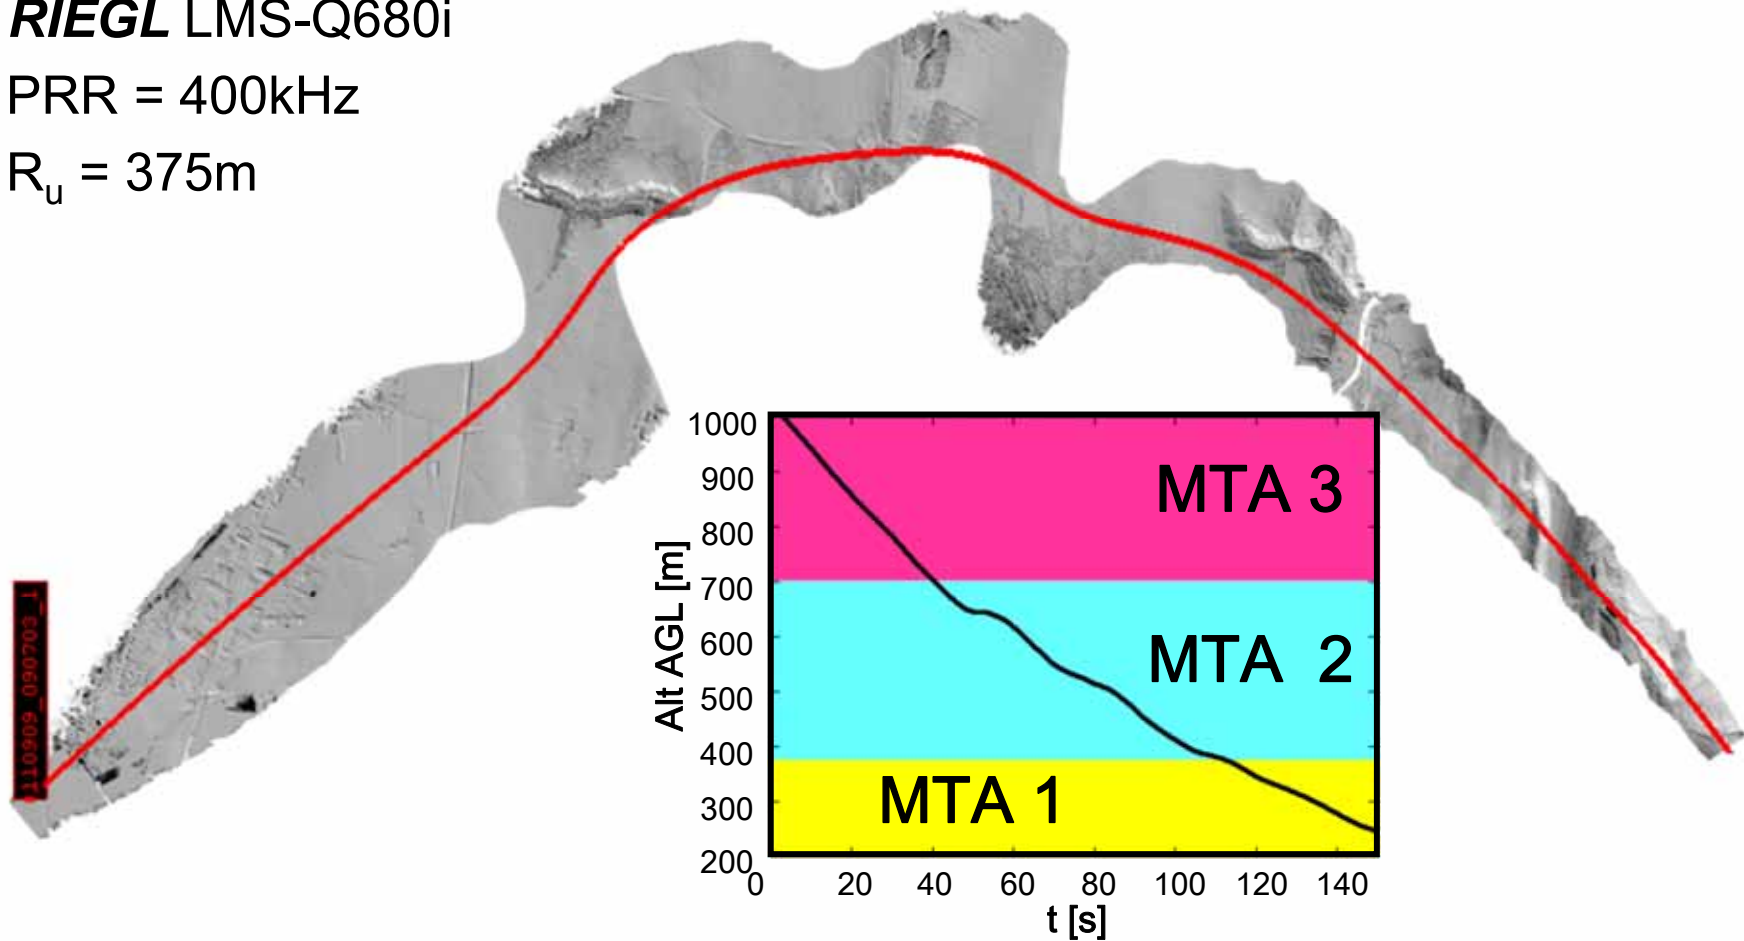 RIEGL LMS-Q680i
PRR = 400kHz
Ru = 375m
110909_090703_1
Alt AGL [m]
1000
900
800
700
600
500
400
300
200
MTA 3
MTA 2
MTA 1
0 20 40 60 80 100 120 140
t [s]